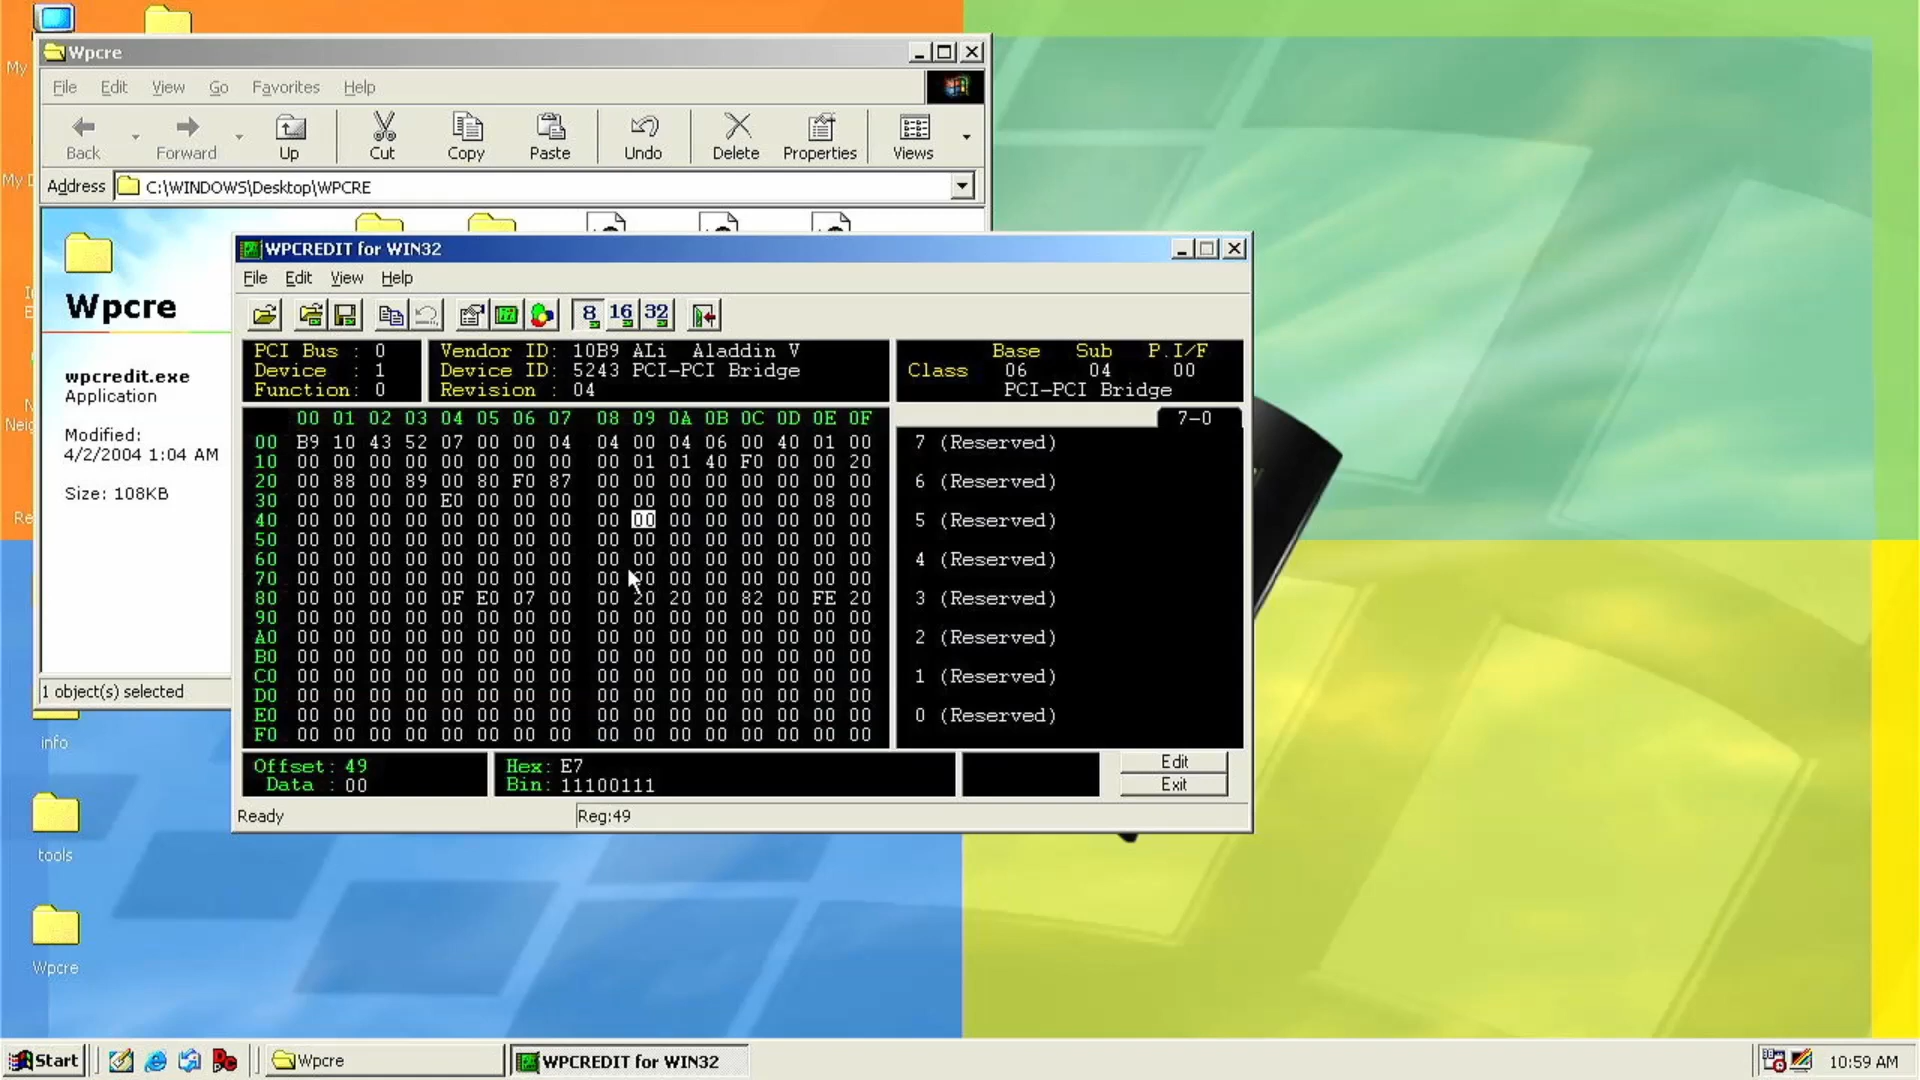 Wpcre
File Edit View Go Favorites Help
Back Forward Up Cut Copy Paste Undo Delete Properties Views
Address C:\WINDOWS\Desktop\WPCRE
My
My
Wpcre
wpcredit.exe
Application
Modified:
4/2/2004 1:04 AM
Size: 108KB
1 object(s) selected
WPCREDIT for WIN32
File Edit View Help
8 16 32
PCI Bus : 0
Device : 1
Function: 0
Vendor ID: 10B9 ALi Aladdin V
Device ID: 5243 PCI-PCI Bridge
Revision : 04
Base Sub P.I/F
Class 06 04 00
PCI-PCI Bridge
00 01 02 03 04 05 06 07 08 09 0A 0B 0C 0D 0E 0F
00 B9 10 43 52 07 00 00 04 04 00 04 06 00 40 01 00
10 00 00 00 00 00 00 00 00 00 01 01 40 F0 00 00 20
20 00 88 00 89 00 80 F0 87 00 00 00 00 00 00 00 00
30 00 00 00 00 E0 00 00 00 00 00 00 00 00 00 08 00
40 00 00 00 00 00 00 00 00 00 00 00 00 00 00 00 00
50 00 00 00 00 00 00 00 00 00 00 00 00 00 00 00 00
60 00 00 00 00 00 00 00 00 00 00 00 00 00 00 00 00
70 00 00 00 00 00 00 00 00 00 00 00 00 00 00 00 00
80 00 00 00 00 0F E0 07 00 00 20 20 00 82 00 FE 20
90 00 00 00 00 00 00 00 00 00 00 00 00 00 00 00 00
A0 00 00 00 00 00 00 00 00 00 00 00 00 00 00 00 00
B0 00 00 00 00 00 00 00 00 00 00 00 00 00 00 00 00
C0 00 00 00 00 00 00 00 00 00 00 00 00 00 00 00 00
D0 00 00 00 00 00 00 00 00 00 00 00 00 00 00 00 00
E0 00 00 00 00 00 00 00 00 00 00 00 00 00 00 00 00
F0 00 00 00 00 00 00 00 00 00 00 00 00 00 00 00 00
7-0
7 (Reserved)
6 (Reserved)
5 (Reserved)
4 (Reserved)
3 (Reserved)
2 (Reserved)
1 (Reserved)
0 (Reserved)
Offset: 49
Data : 00
Hex: E7
Bin: 11100111
Edit
Exit
Ready
Reg:49
info
tools
Wpcre
Start
Wpcre
WPCREDIT for WIN32
10:59 AM